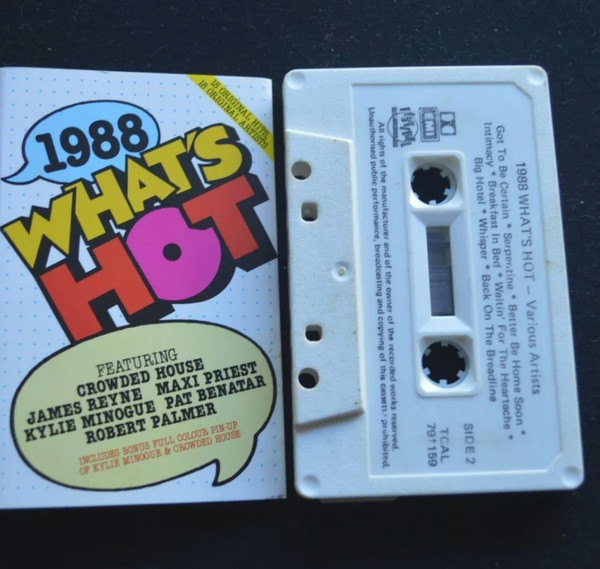 18 ORIGINAL HITS
18 ORIGINAL ARTISTS
1988
WHAT'S
HOT
FEATURING
CROWDED HOUSE
JAMES REYNE MAXI PRIEST
KYLIE MINOGUE PAT BENATAR
ROBERT PALMER
INCLUDES BONUS FULL COLOUR PIN-UP
OF KYLIE MINOGUE & CROWDED HOUSE
1988 WHAT'S HOT — Various Artists
Got To Be Certain * Serpentine * Better Be Home Soon *
Intimacy * Breakfast In Bed * Waitin' For The Heartache *
Big Hotel * Whisper * Back On The Breadline
SIDE 2
TCAL
791159
EMI
All rights of the manufacturer and of the owner of the recorded works reserved.
Unauthorised public performance, broadcasting and copying of this cassette prohibited.